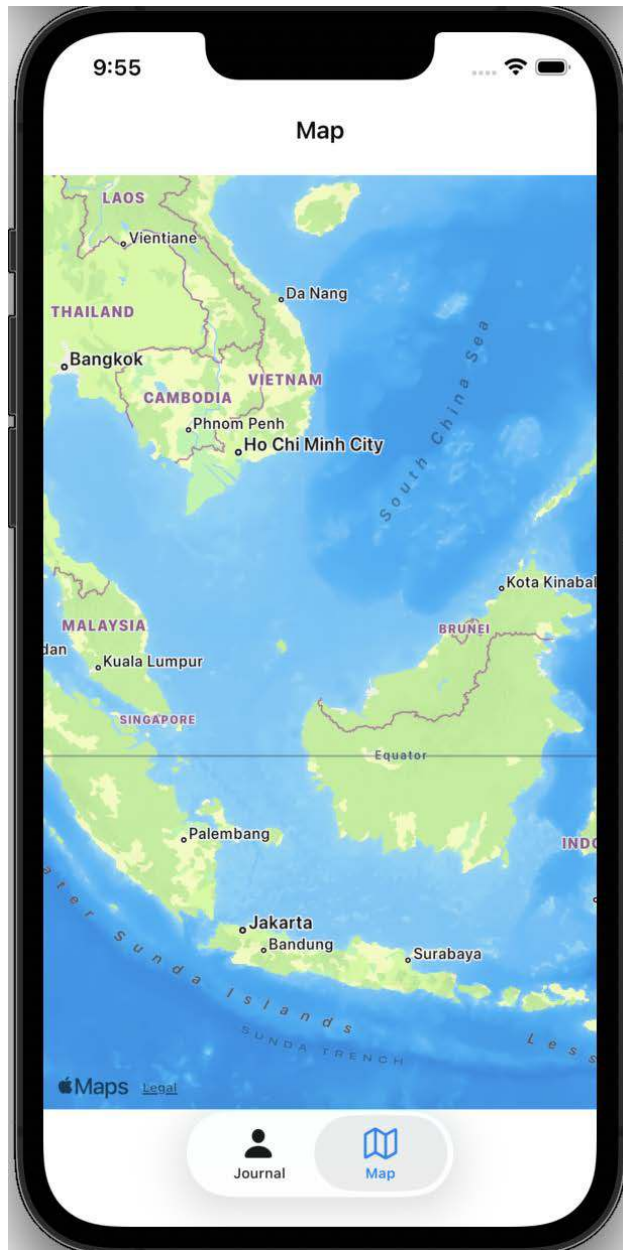 9:55
Map
LAOS
Vientiane
Da Nang
THAILAND
Bangkok
VIETNAM
CAMBODIA
Phnom Penh
Ho Chi Minh City
South China Sea
Kota Kinabal
MALAYSIA
BRUNEI
dan
Kuala Lumpur
SINGAPORE
Equator
Palembang
INDO
Jakarta
Bandung
Surabaya
ater Sunda Islands
Less
SUNDA TRENCH
Maps Legal
Journal
Map